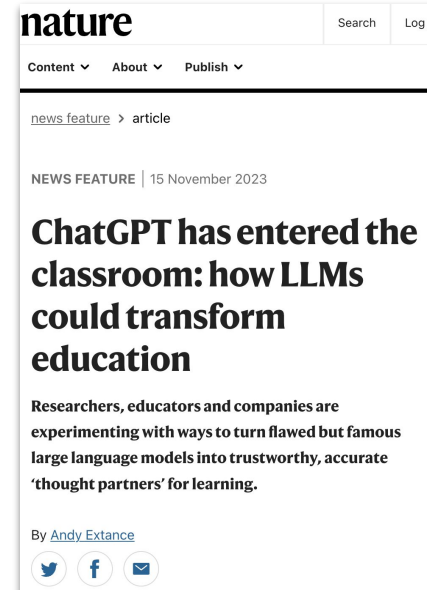 nature
Search
Log
Content
About
Publish
news feature > article
NEWS FEATURE | 15 November 2023
ChatGPT has entered the
classroom: how LLMs
could transform
education
Researchers, educators and companies are
experimenting with ways to turn flawed but famous
large language models into trustworthy, accurate
‘thought partners’ for learning.
By Andy Extance